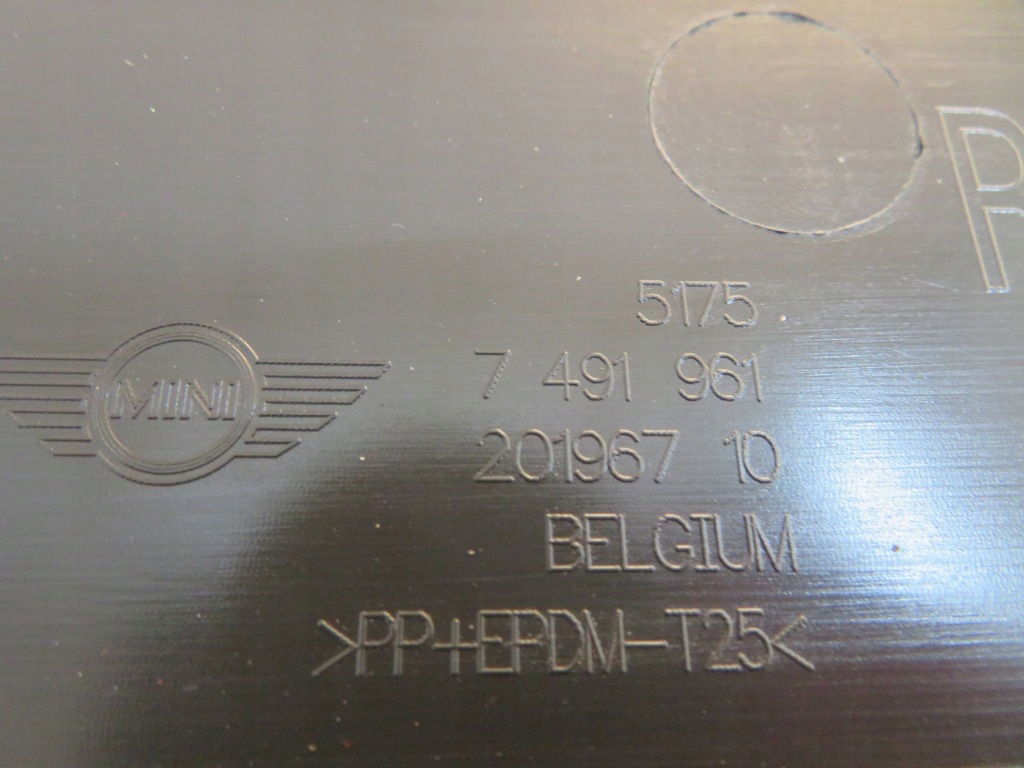 R
5175
MINI
7 491 961
201967 10
BELGIUM
>PP+EPDM-T25<